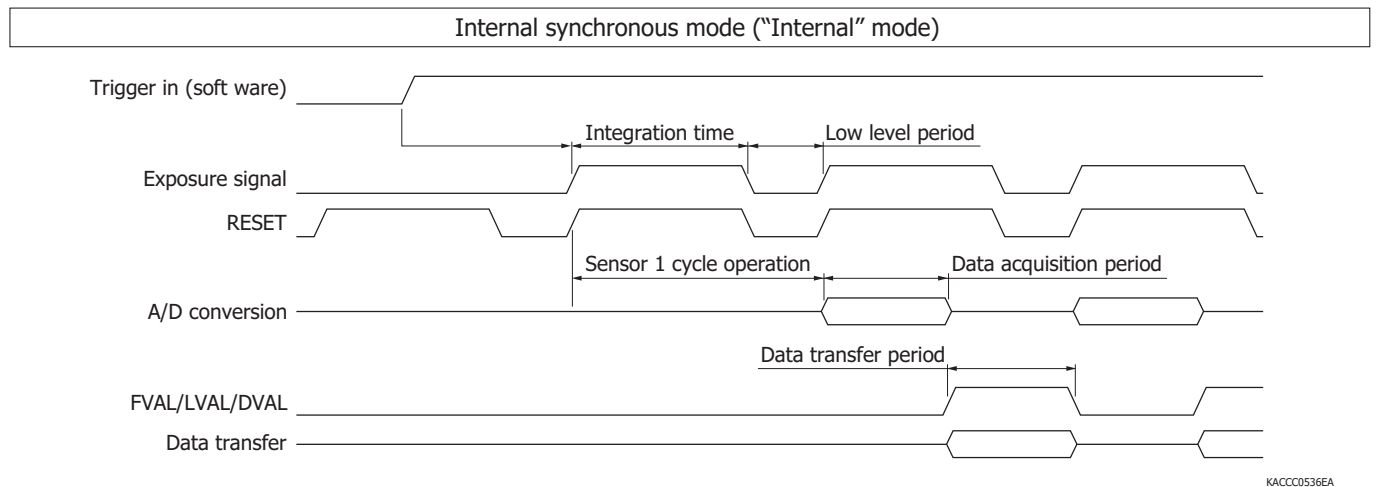 Internal synchronous mode (“Internal” mode)
Trigger in (soft ware)
Integration time
Low level period
Exposure signal
RESET
Sensor 1 cycle operation
Data acquisition period
A/D conversion
Data transfer period
FVAL/LVAL/DVAL
Data transfer
KACCC0536EA